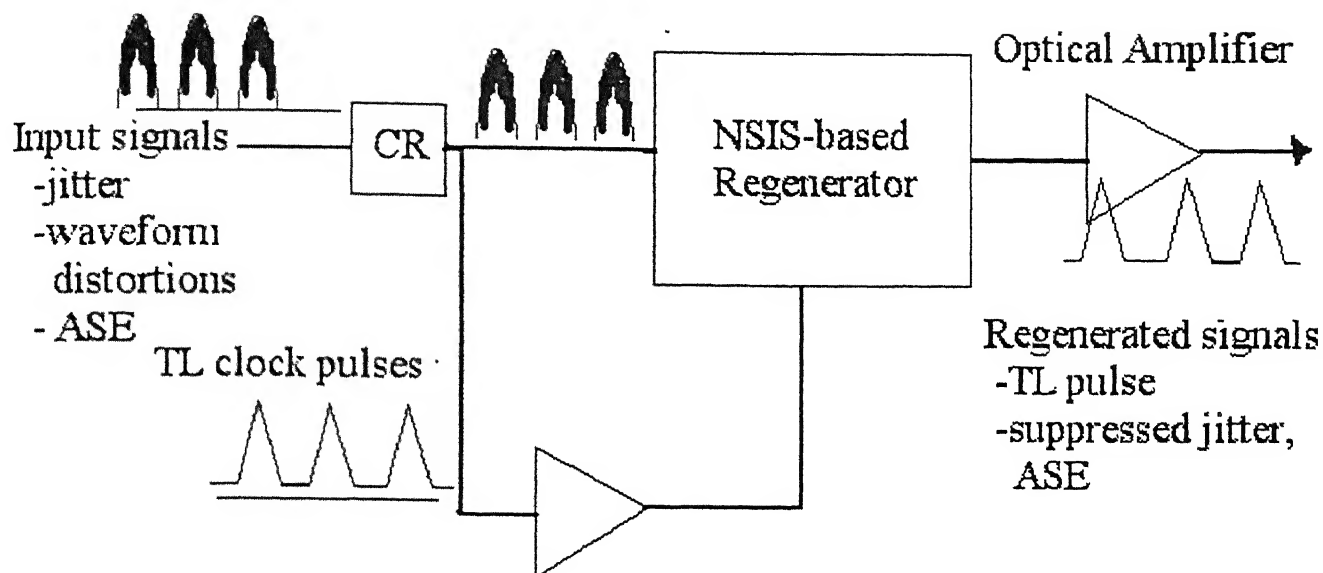 Optical Amplifier
Input signals
-jitter
-waveform
distortions
- ASE
CR
NSIS-based
Regenerator
TL clock pulses
Regenerated signals
-TL pulse
-suppressed jitter,
ASE